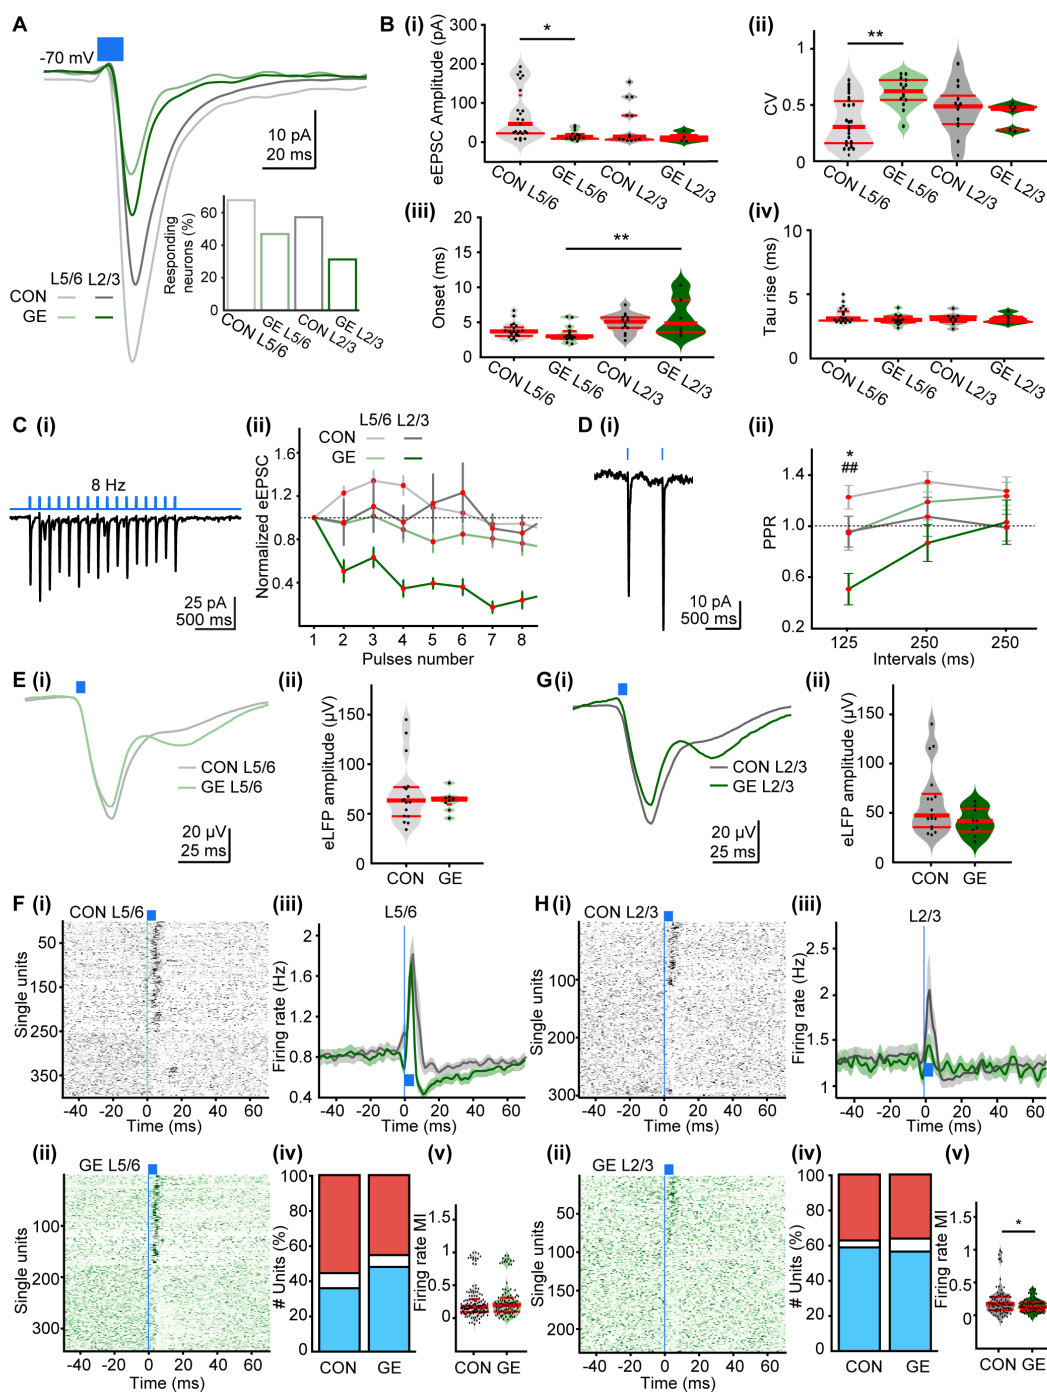 A
-70 mV
10 pA
20 ms
L5/6 L2/3
CON
GE
Responding
neurons (%)
60
40
20
0
CON L5/6
GE L5/6
CON L2/3
GE L2/3
B (i)
eEPSC Amplitude (pA)
300
200
100
0
*
CON L5/6
GE L5/6
CON L2/3
GE L2/3
(ii)
CV
1
0.5
0
**
CON L5/6
GE L5/6
CON L2/3
GE L2/3
(iii)
Onset (ms)
20
15
10
5
0
**
CON L5/6
GE L5/6
CON L2/3
GE L2/3
(iv)
Tau rise (ms)
10
5
0
CON L5/6
GE L5/6
CON L2/3
GE L2/3
C (i)
8 Hz
25 pA
500 ms
(ii)
L5/6 L2/3
CON
GE
Normalized eEPSC
1.6
1.2
0.8
0.4
1 2 3 4 5 6 7 8
Pulses number
D (i)
10 pA
500 ms
(ii)
*
##
PPR
1.4
1.0
0.6
0.2
125 250 250
Intervals (ms)
E (i)
CON L5/6
GE L5/6
20 µV
25 ms
(ii)
eLFP amplitude (µV)
150
100
50
0
CON GE
G (i)
CON L2/3
GE L2/3
20 µV
25 ms
(ii)
eLFP amplitude (µV)
150
100
50
0
CON GE
F (i)
CON L5/6
Single units
50
150
250
350
-40 -20 0 20 40 60
Time (ms)
(iii)
L5/6
Firing rate (Hz)
2
1.6
1.2
0.8
0.4
-40 -20 0 20 40 60
Time (ms)
H (i)
CON L2/3
Single units
100
200
300
-40 -20 0 20 40 60
Time (ms)
(iii)
L2/3
Firing rate (Hz)
2.5
2
1.5
1
-40 -20 0 20 40 60
Time (ms)
(ii)
GE L5/6
Single units
100
200
300
-40 -20 0 20 40 60
Time (ms)
(iv)
# Units (%)
100
80
60
40
20
0
CON GE
(v)
Firing rate MI
1.5
1
0.5
0
CON GE
(ii)
GE L2/3
Single units
50
100
150
200
-40 -20 0 20 40 60
Time (ms)
(iv)
# Units (%)
100
80
60
40
20
0
CON GE
(v)
Firing rate MI
1.5
1
0.5
0
*
CON GE